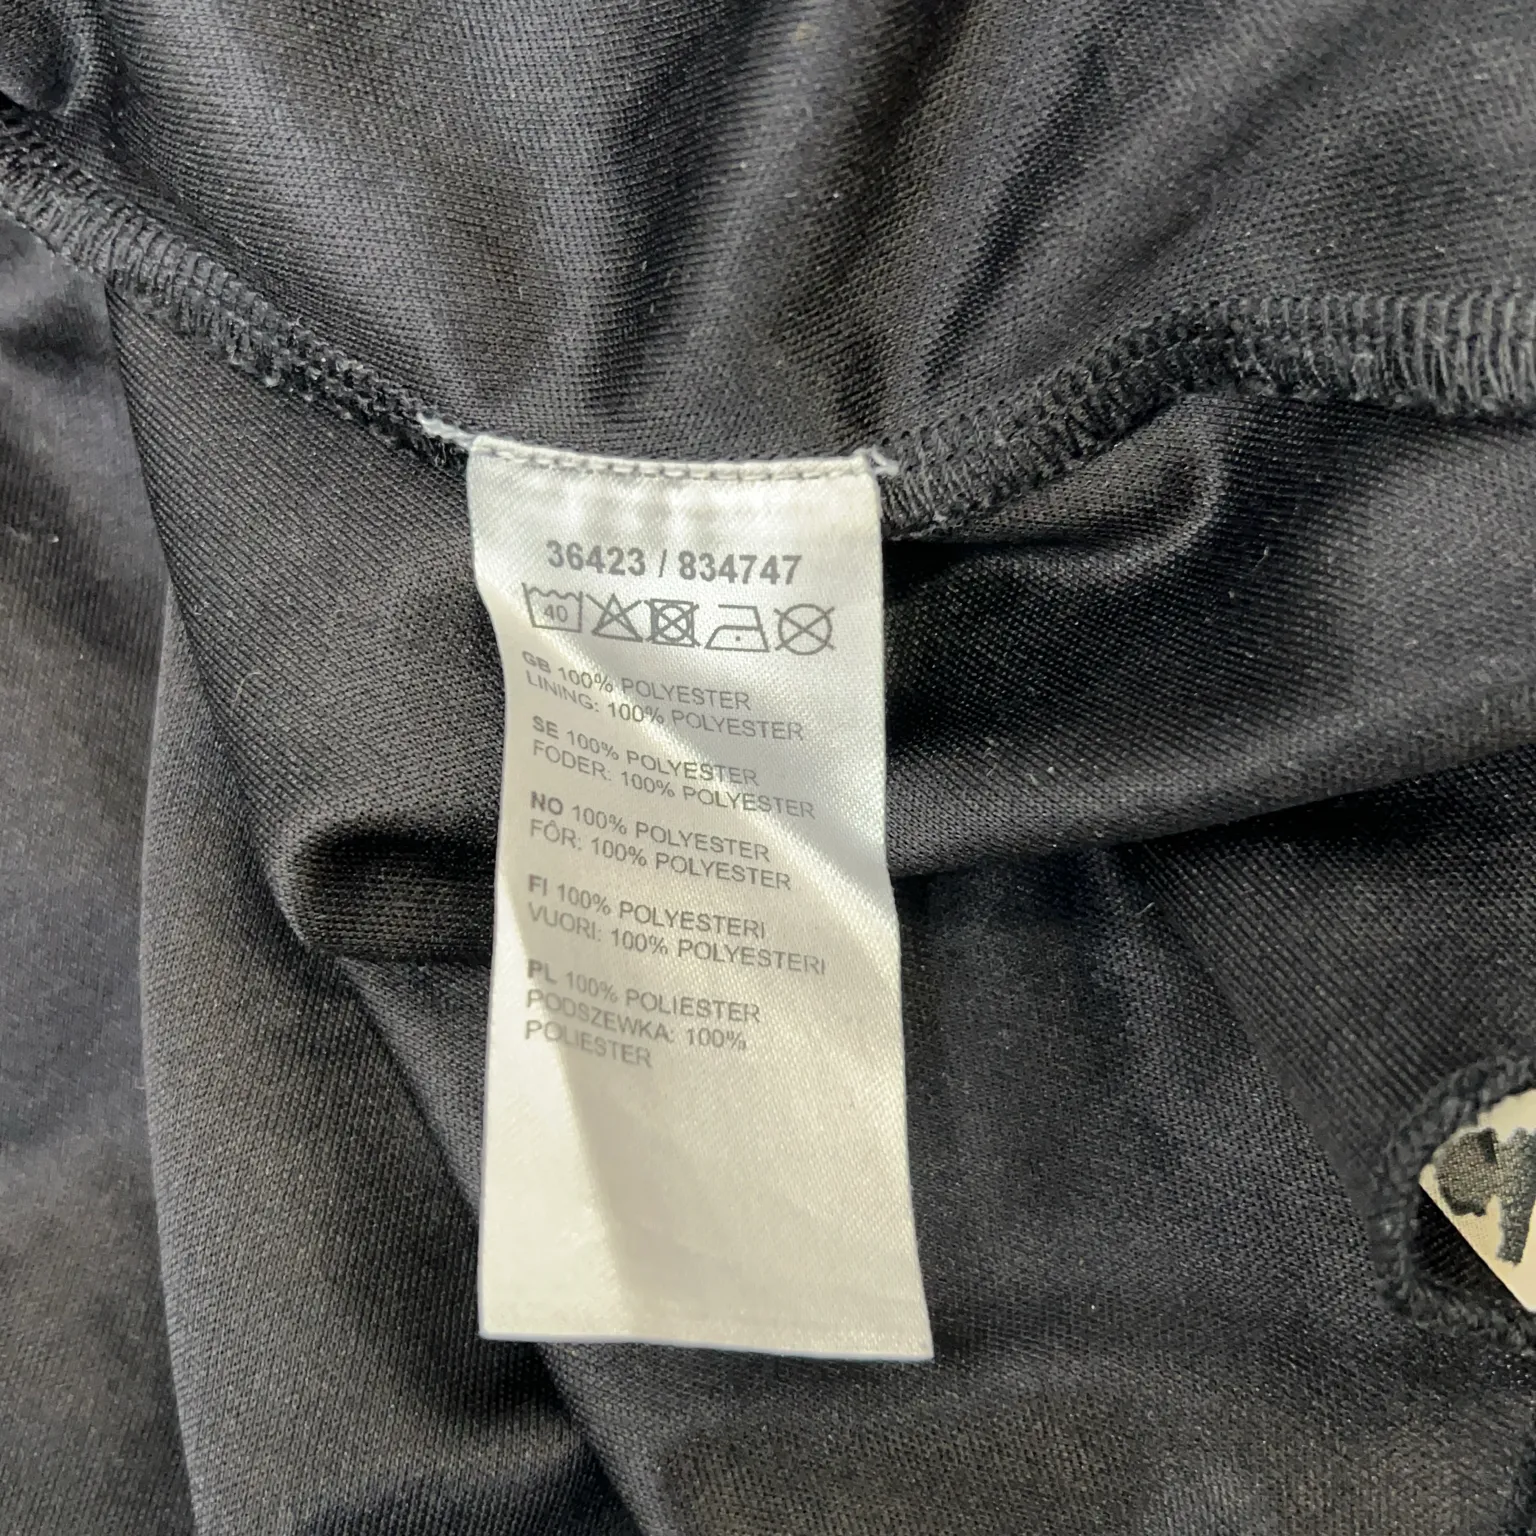 36423 / 834747
40
GB 100% POLYESTER
LINING: 100% POLYESTER
SE 100% POLYESTER
FODER: 100% POLYESTER
NO 100% POLYESTER
FÔR: 100% POLYESTER
FI 100% POLYESTERI
VUORI: 100% POLYESTERI
PL 100% POLIESTER
PODSZEWKA: 100%
POLIESTER